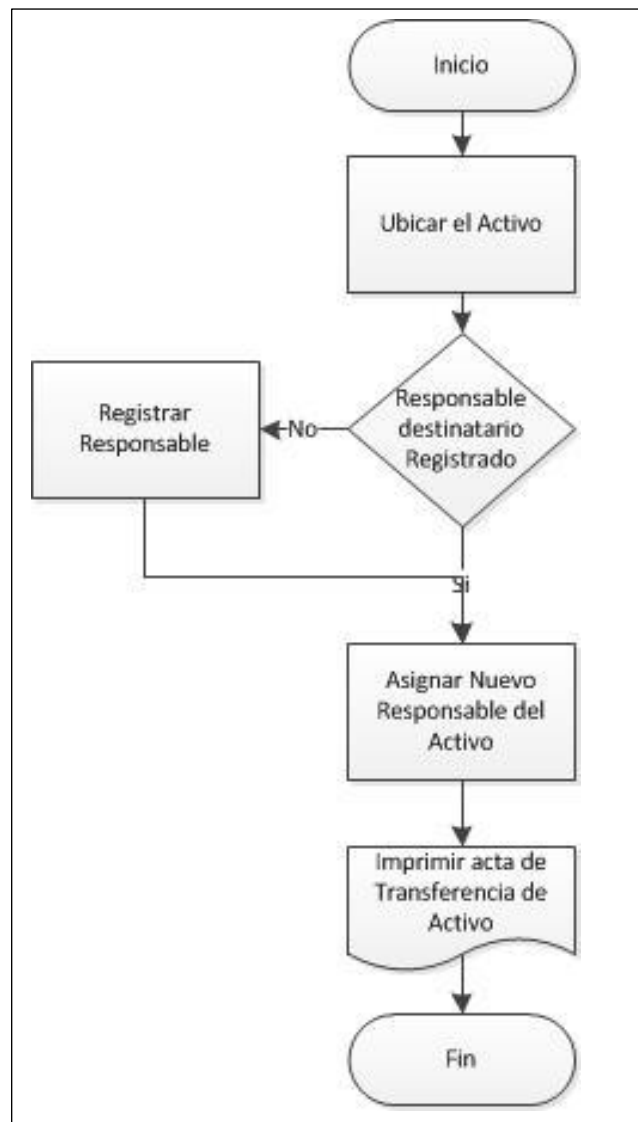 Inicio
Ubicar el Activo
Responsable
destinatario
Registrado
No
Registrar
Responsable
Si
Asignar Nuevo
Responsable del
Activo
Imprimir acta de
Transferencia de
Activo
Fin